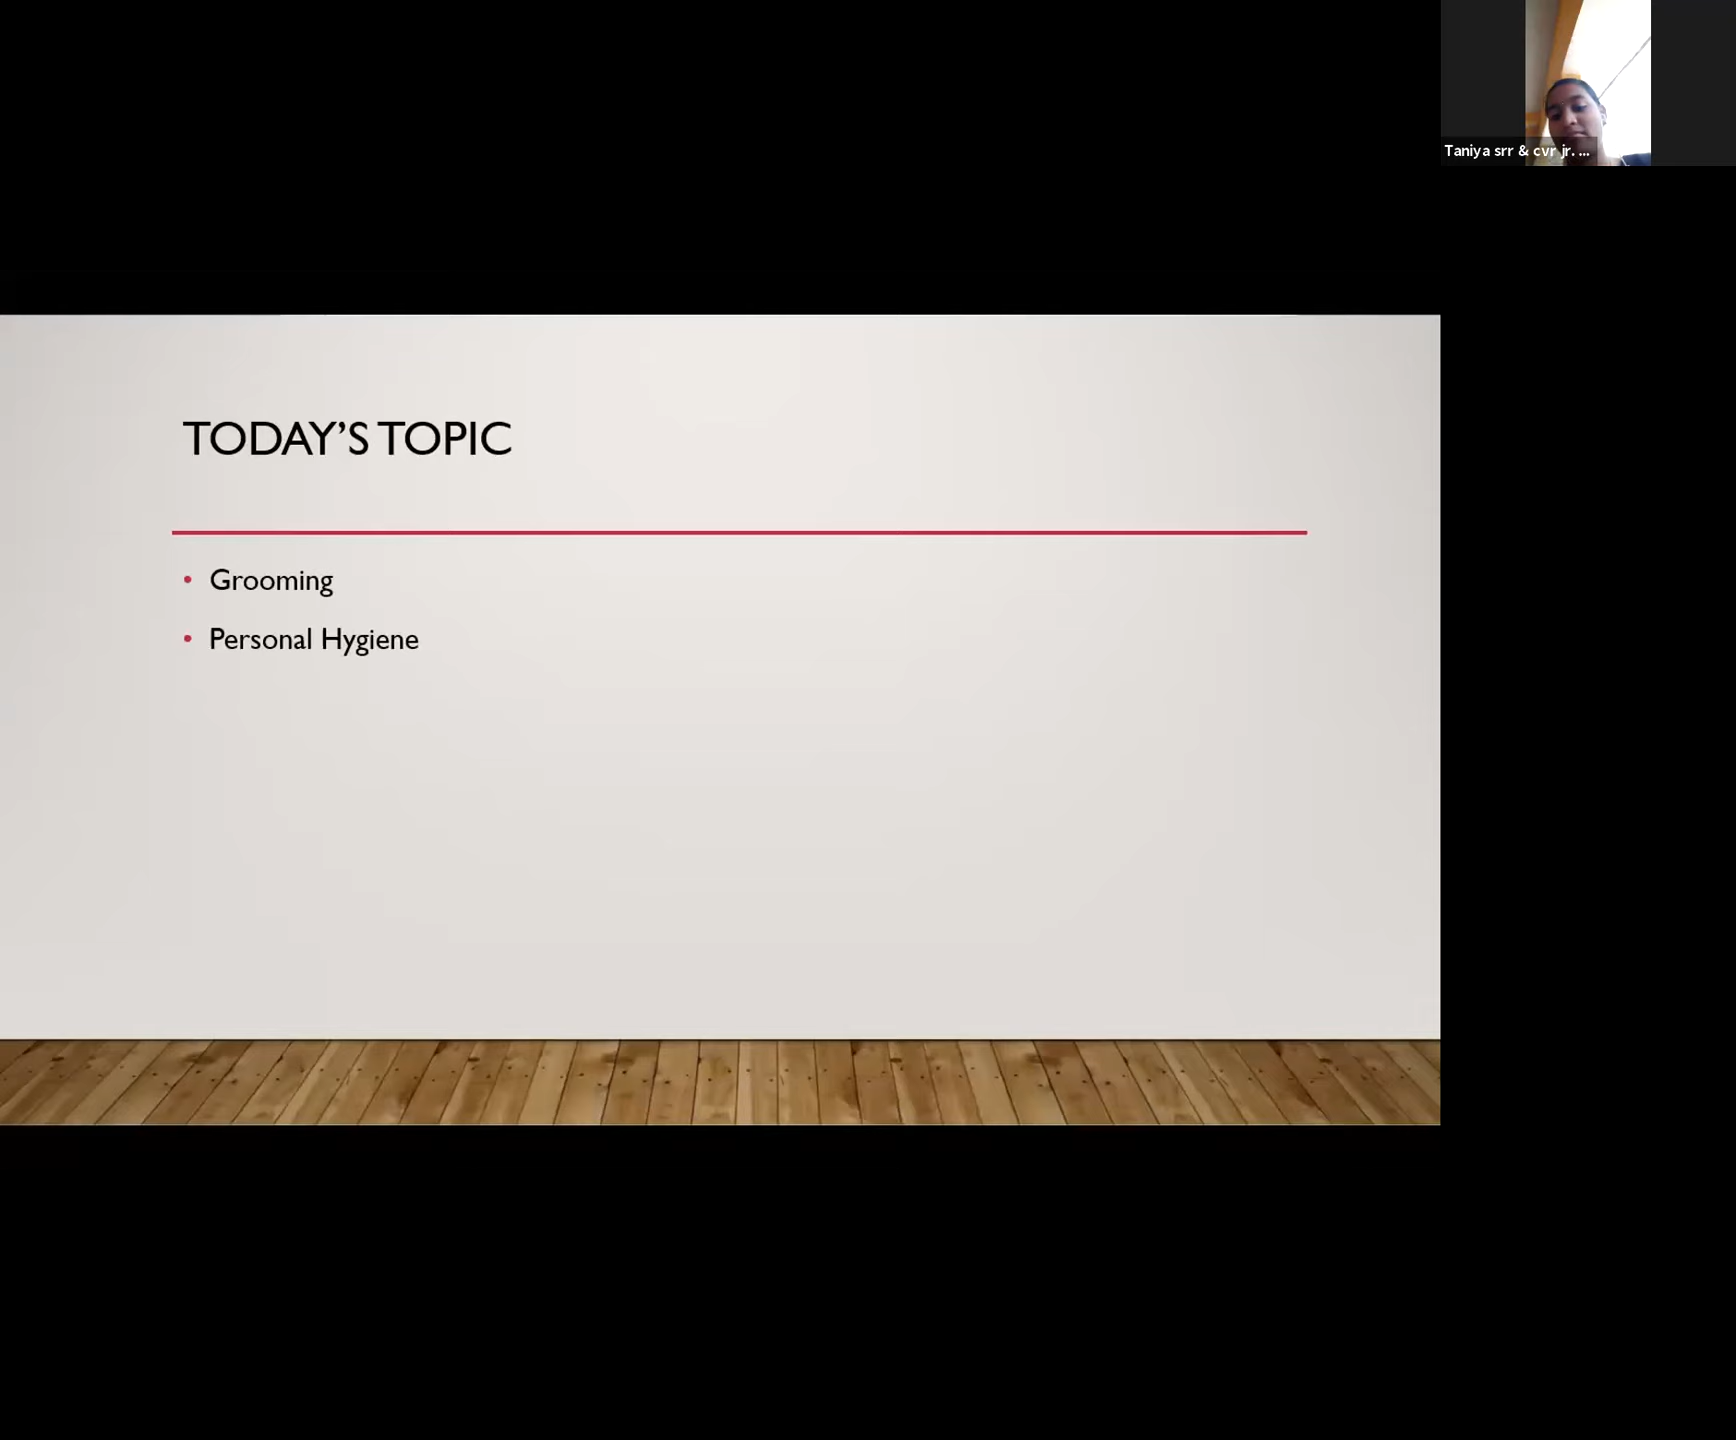 Taniya srr & cvr jr. ...
TODAY’S TOPIC
• Grooming
• Personal Hygiene